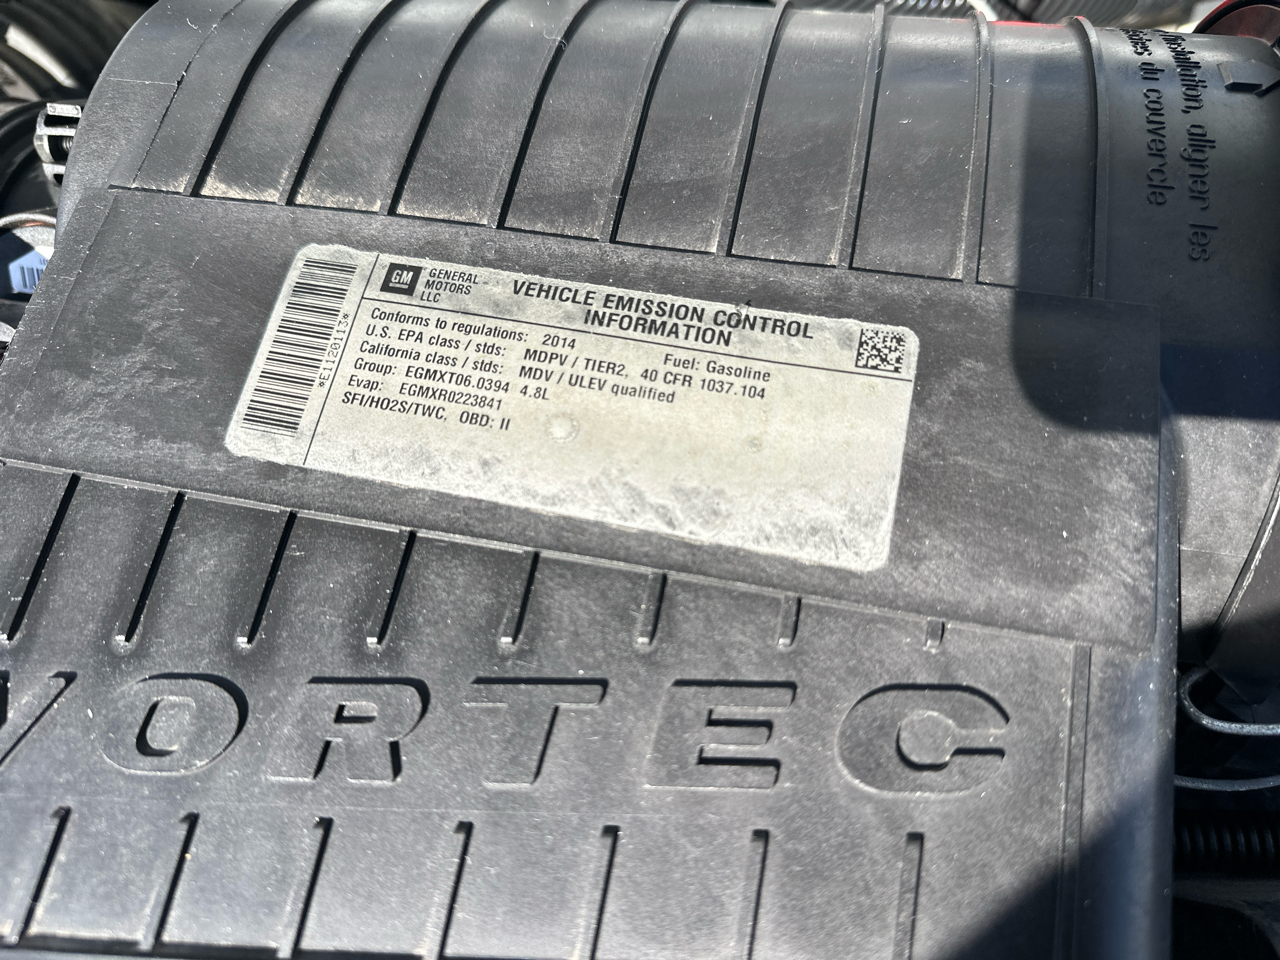 GM
GENERAL
MOTORS
LLC
VEHICLE EMISSION CONTROL
INFORMATION
Conforms to regulations: 2014 Fuel: Gasoline
U.S. EPA class / stds: MDPV / TIER2, 40 CFR 1037.104
California class / stds: MDV / ULEV qualified
Group: EGMXT06.0394 4.8L
Evap: EGMXR0223841
SFI/HO2S/TWC, OBD: II
*E1120113*
VORTEC
aligner les
du couvercle